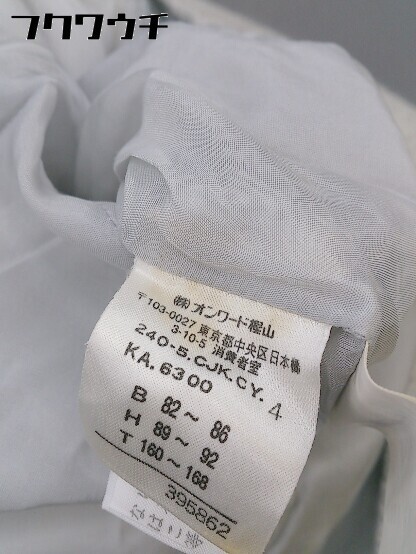 フクワウチ
(株)オンワード樫山
〒103-0027 東京都中央区日本橋
3-10-5 消費者室
240-5.CJK.CY. 4
KA.6300
B 82～86
H 89～92
T 160～168
395862